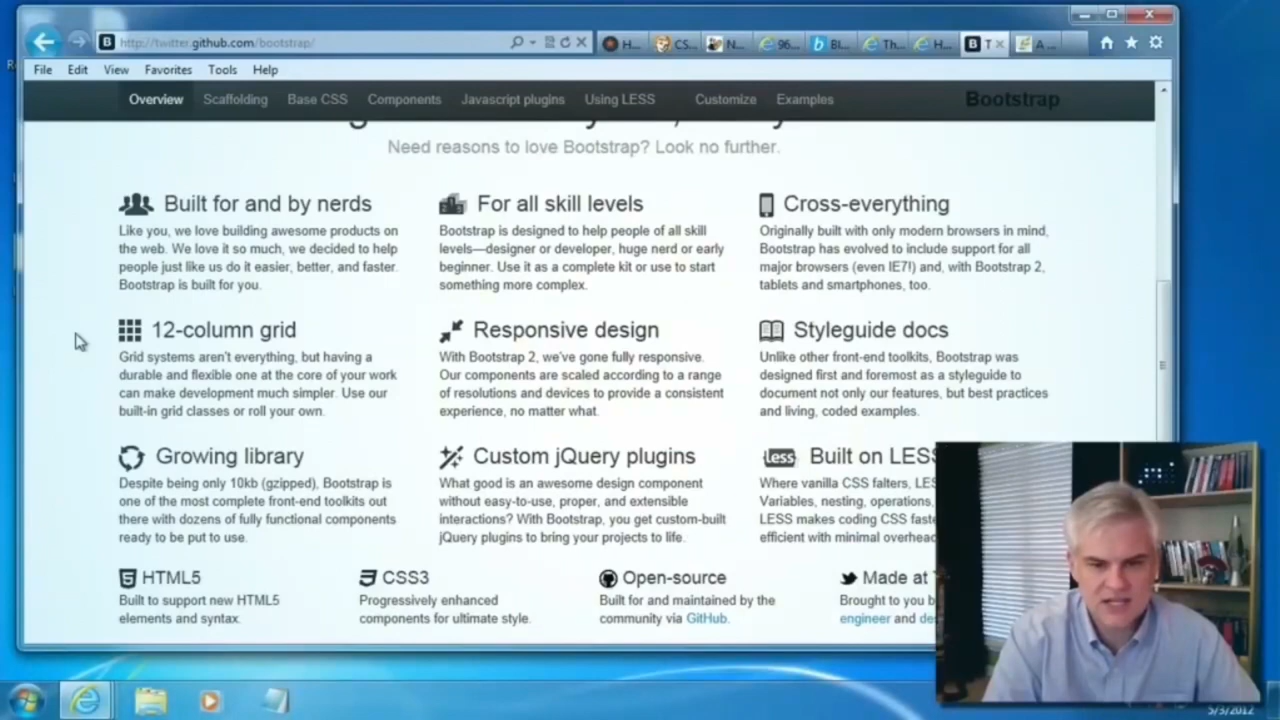 http://twitter.github.com/bootstrap/
H...
CS...
N...
96...
Bl...
Th...
H...
T
A ...
File Edit View Favorites Tools Help
Overview Scaffolding Base CSS Components Javascript plugins Using LESS Customize Examples Bootstrap
Need reasons to love Bootstrap? Look no further.
Built for and by nerds
Like you, we love building awesome products on
the web. We love it so much, we decided to help
people just like us do it easier, better, and faster.
Bootstrap is built for you.
For all skill levels
Bootstrap is designed to help people of all skill
levels—designer or developer, huge nerd or early
beginner. Use it as a complete kit or use to start
something more complex.
Cross-everything
Originally built with only modern browsers in mind,
Bootstrap has evolved to include support for all
major browsers (even IE7!) and, with Bootstrap 2,
tablets and smartphones, too.
12-column grid
Grid systems aren't everything, but having a
durable and flexible one at the core of your work
can make development much simpler. Use our
built-in grid classes or roll your own.
Responsive design
With Bootstrap 2, we've gone fully responsive.
Our components are scaled according to a range
of resolutions and devices to provide a consistent
experience, no matter what.
Styleguide docs
Unlike other front-end toolkits, Bootstrap was
designed first and foremost as a styleguide to
document not only our features, but best practices
and living, coded examples.
Growing library
Despite being only 10kb (gzipped), Bootstrap is
one of the most complete front-end toolkits out
there with dozens of fully functional components
ready to be put to use.
Custom jQuery plugins
What good is an awesome design component
without easy-to-use, proper, and extensible
interactions? With Bootstrap, you get custom-built
jQuery plugins to bring your projects to life.
{less} Built on LESS
Where vanilla CSS falters, LES
Variables, nesting, operations,
LESS makes coding CSS faste
efficient with minimal overhead
HTML5
Built to support new HTML5
elements and syntax.
CSS3
Progressively enhanced
components for ultimate style.
Open-source
Built for and maintained by the
community via GitHub.
Made at T
Brought to you b
engineer and des
5/3/2012